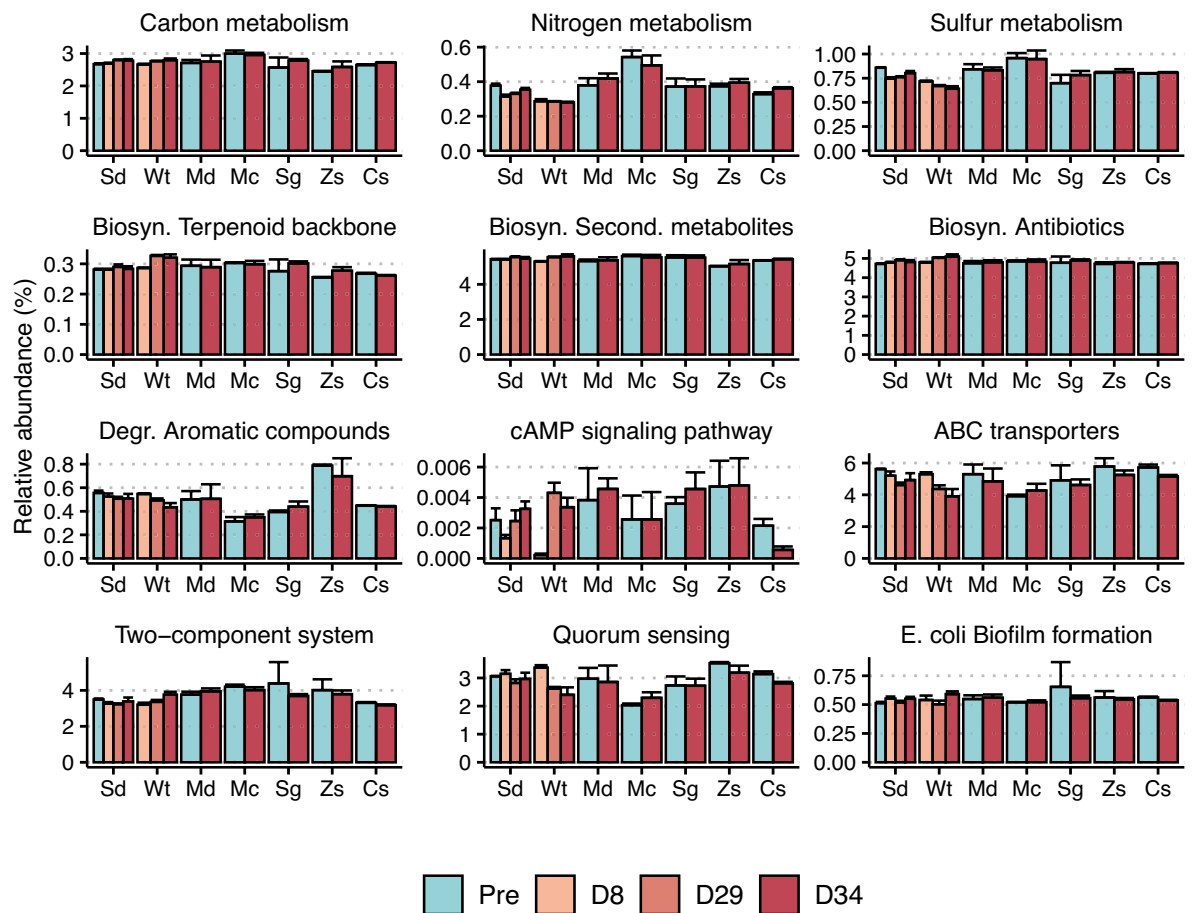 Carbon metabolism
Nitrogen metabolism
Sulfur metabolism
3
2
1
0
0.6
0.4
0.2
0.0
1.00
0.75
0.50
0.25
0.00
Sd Wt Md Mc Sg Zs Cs
Sd Wt Md Mc Sg Zs Cs
Sd Wt Md Mc Sg Zs Cs
Biosyn. Terpenoid backbone
Biosyn. Second. metabolites
Biosyn. Antibiotics
0.3
0.2
0.1
0.0
4
2
0
5
4
3
2
1
0
Sd Wt Md Mc Sg Zs Cs
Sd Wt Md Mc Sg Zs Cs
Sd Wt Md Mc Sg Zs Cs
Relative abundance (%)
Degr. Aromatic compounds
cAMP signaling pathway
ABC transporters
0.8
0.6
0.4
0.2
0.0
0.006
0.004
0.002
0.000
6
4
2
0
Sd Wt Md Mc Sg Zs Cs
Sd Wt Md Mc Sg Zs Cs
Sd Wt Md Mc Sg Zs Cs
Two−component system
Quorum sensing
E. coli Biofilm formation
4
2
0
3
2
1
0
0.75
0.50
0.25
0.00
Sd Wt Md Mc Sg Zs Cs
Sd Wt Md Mc Sg Zs Cs
Sd Wt Md Mc Sg Zs Cs
Pre D8 D29 D34